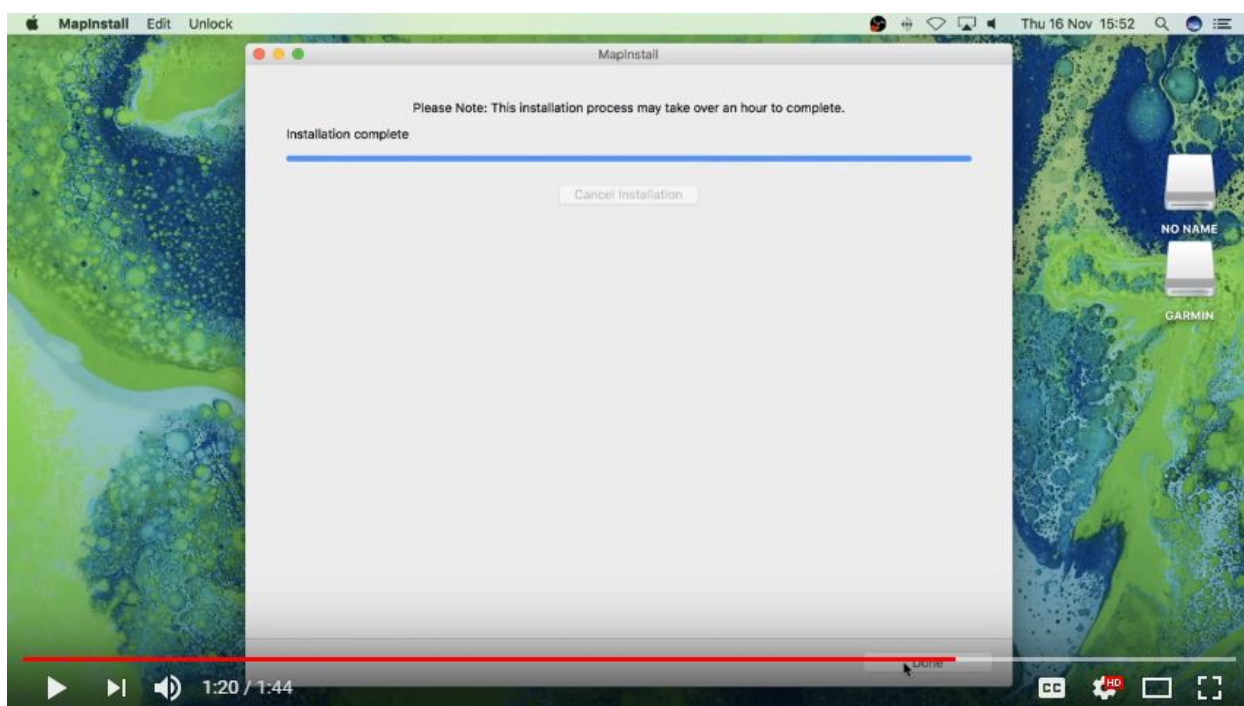 MapInstall Edit Unlock Thu 16 Nov 15:52
MapInstall
Please Note: This installation process may take over an hour to complete.
Installation complete
Cancel Installation
NO NAME
GARMIN
Done
1:20 / 1:44 CC HD